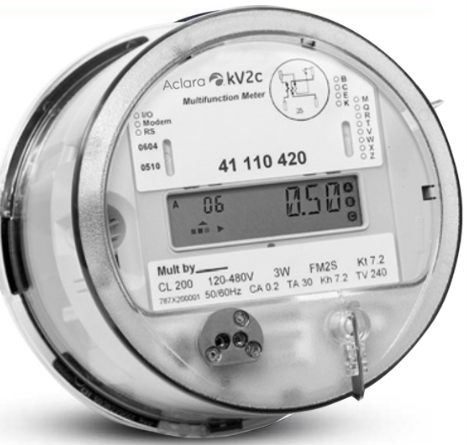 Aclara kV2c
Multifunction Meter
2S
B
C
E
K
M
Q
R
T
V
W
X
Z
I/O
Modem
RS
0604
0510
41 110 420
A 06 0.50
Mult by
CL 200 120-480V 3W FM2S Kt 7.2
787X200001 50/60Hz CA 0.2 TA 30 Kh 7.2 TV 240